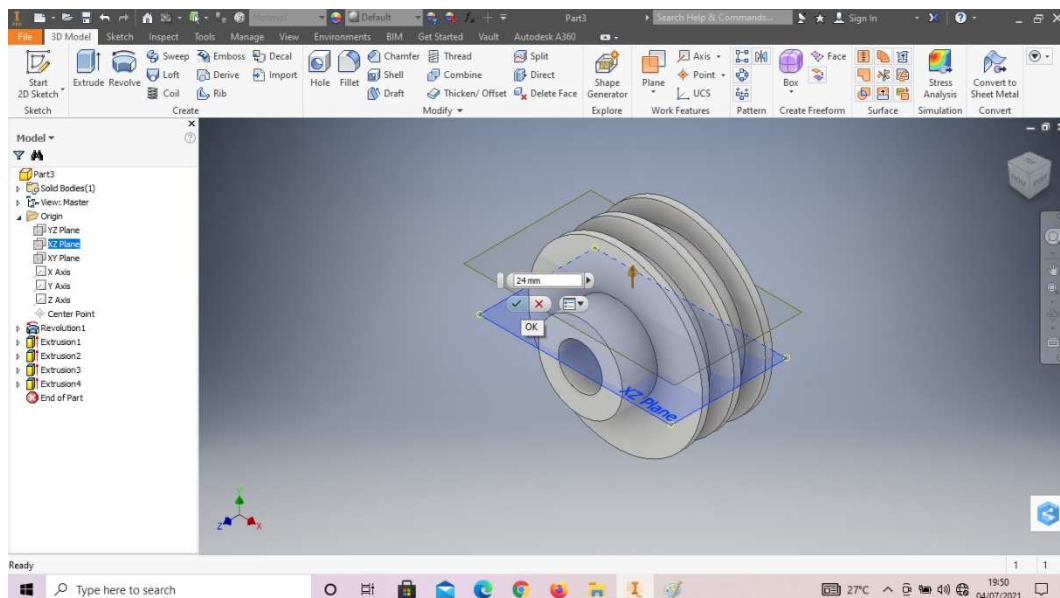 Material
Default
Part3
Search Help & Commands...
Sign In
File 3D Model Sketch Inspect Tools Manage View Environments BIM Get Started Vault Autodesk A360
Start 2D Sketch
Extrude Revolve
Sweep Emboss Decal
Loft Derive Import
Coil Rib
Hole Fillet
Chamfer Thread Split
Shell Combine Direct
Draft Thicken/ Offset Delete Face
Shape Generator
Plane
Axis
Point
UCS
Box
Face
Stress Analysis
Convert to Sheet Metal
Sketch Create Modify Explore Work Features Pattern Create Freeform Surface Simulation Convert
Model
Part3
Solid Bodies(1)
View: Master
Origin
YZ Plane
XZ Plane
XY Plane
X Axis
Y Axis
Z Axis
Center Point
Revolution1
Extrusion1
Extrusion2
Extrusion3
Extrusion4
End of Part
24 mm
OK
XZ Plane
Z
X
Ready
1 1
Type here to search
27°C
19:50
04/07/2021